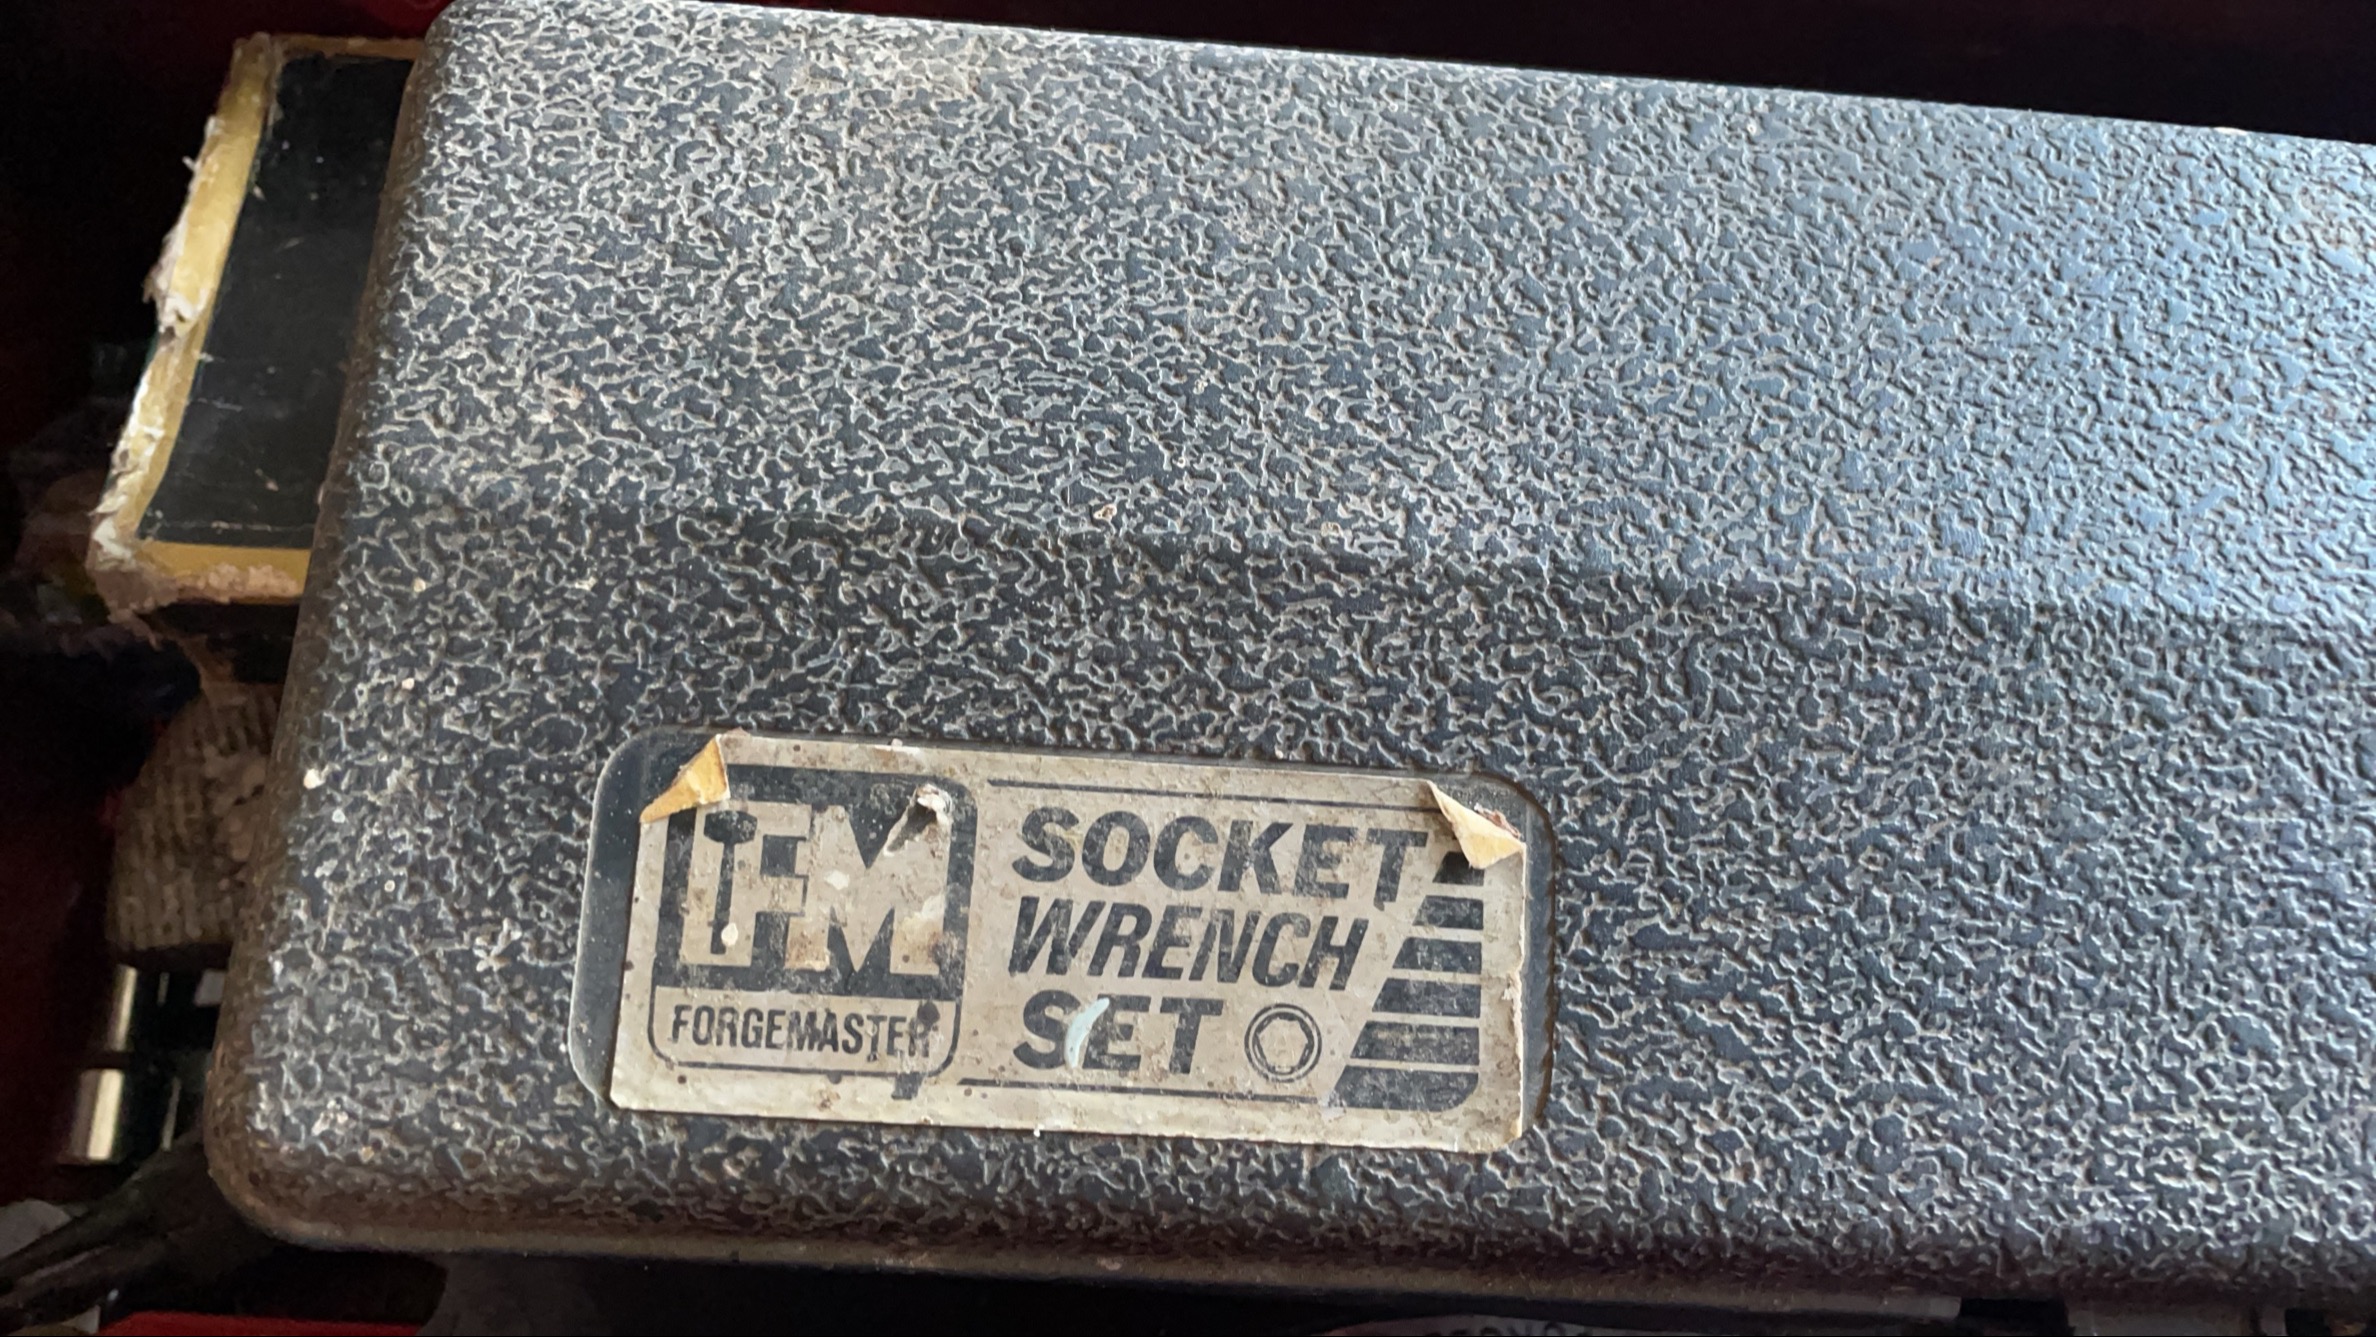 FM
FORGEMASTER
SOCKET
WRENCH
SET